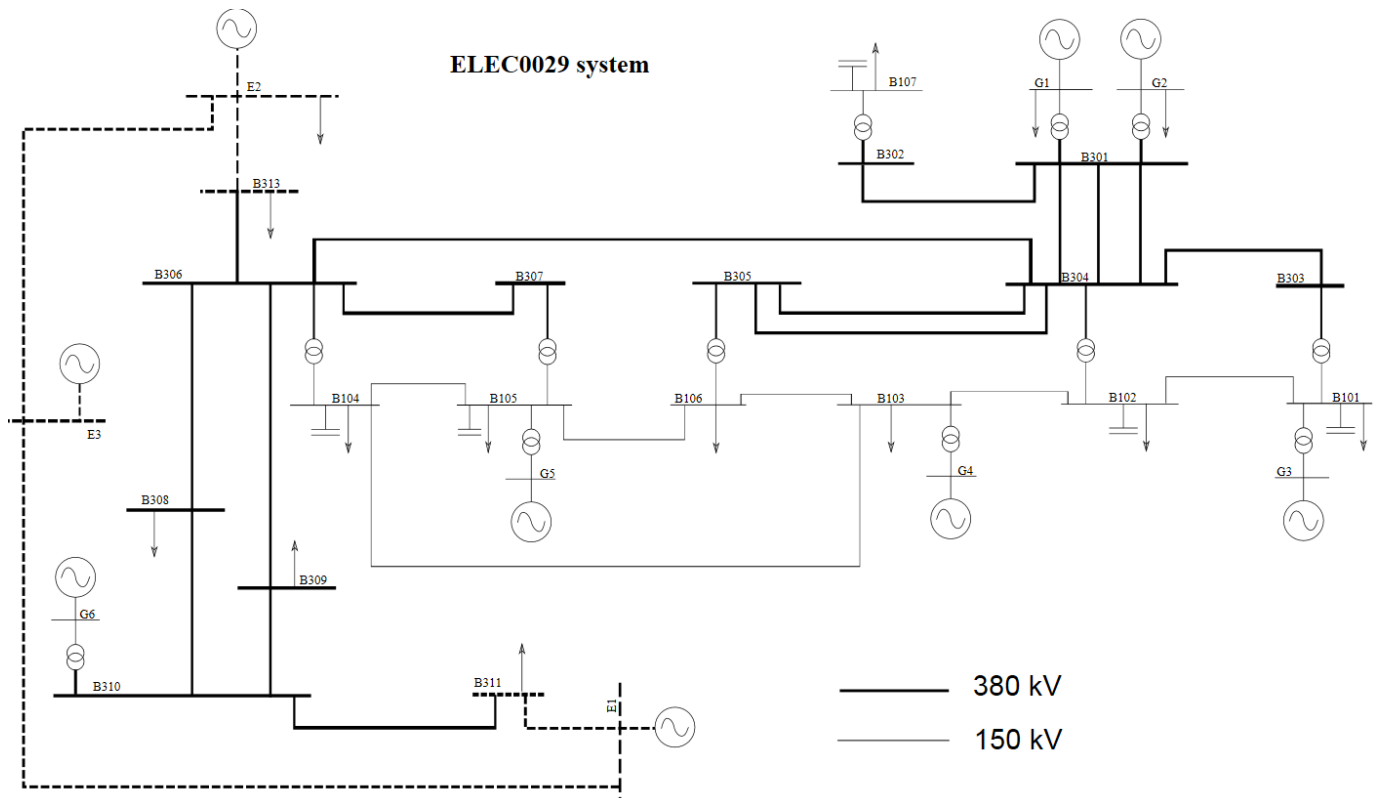 ELEC0029 system
E2
B107
G1
G2
B302
B301
B313
B306
B307
B305
B304
B303
B104
B105
B106
B103
B102
B101
E3
G5
G4
G3
B308
B309
G6
B310
B311
E1
380 kV
150 kV